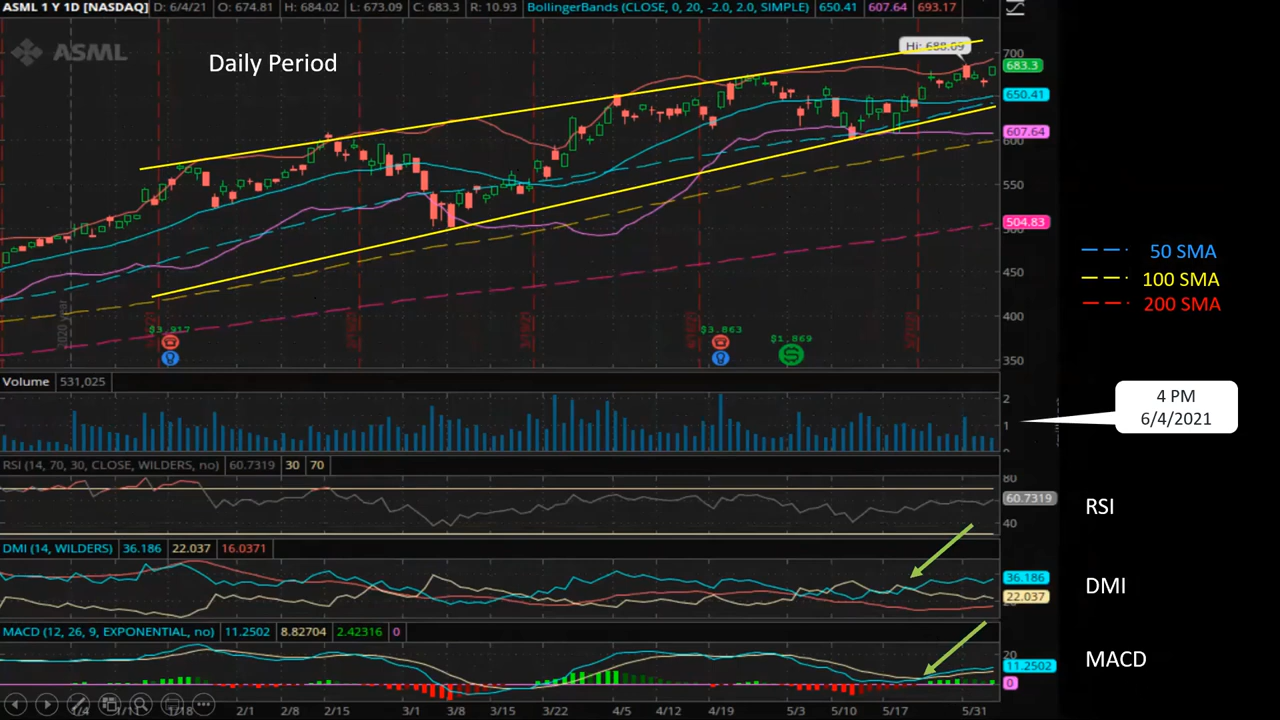 ASML 1 Y 1D [NASDAQ] D: 6/4/21 O: 674.81 H: 684.02 L: 673.09 C: 683.3 R: 10.93 BollingerBands (CLOSE, 0, 20, -2.0, 2.0, SIMPLE) 650.41 607.64 693.17
ASML
Daily Period
Hi: 688.09
700
683.3
650.41
607.64
600
550
504.83
500
450
400
350
50 SMA
100 SMA
200 SMA
2020 year
$3.917
$3.863
$1.869
Volume 531,025
2
1
0
4 PM
6/4/2021
RSI (14, 70, 30, CLOSE, WILDERS, no) 60.7319 30 70
80
60.7319
40
RSI
DMI (14, WILDERS) 36.186 22.037 16.0371
36.186
22.037
DMI
MACD (12, 26, 9, EXPONENTIAL, no) 11.2502 8.82704 2.42316 0
20
11.2502
0
MACD
1/4 1/11 1/18 2/1 2/8 2/15 3/1 3/8 3/15 3/22 4/5 4/12 4/19 5/3 5/10 5/17 5/31